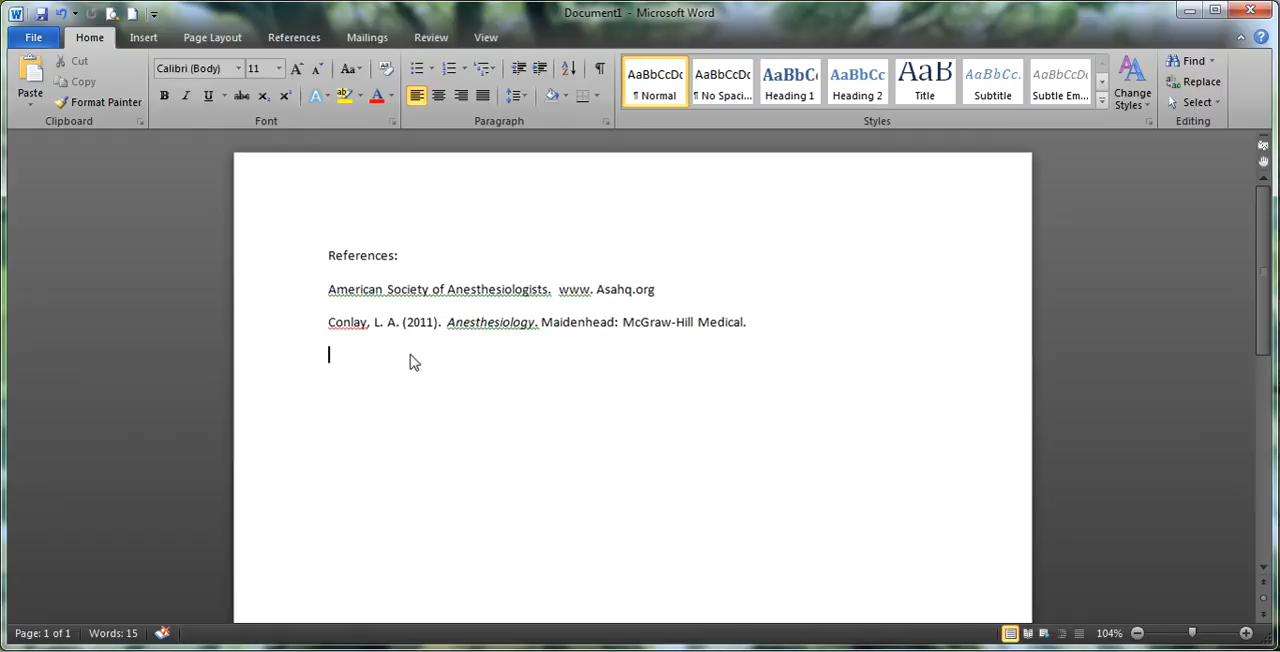 Document1 - Microsoft Word
File Home Insert Page Layout References Mailings Review View
Paste
Cut
Copy
Format Painter
Clipboard
Calibri (Body) 11
Font
Paragraph
AaBbCcDc AaBbCcDc AaBbC AaBbCc AaB AaBbCc. AaBbCcDc
¶ Normal ¶ No Spaci... Heading 1 Heading 2 Title Subtitle Subtle Em...
Change Styles
Styles
Find
Replace
Select
Editing
References:
American Society of Anesthesiologists. www. Asahq.org
Conlay, L. A. (2011). Anesthesiology. Maidenhead: McGraw-Hill Medical.
Page: 1 of 1 Words: 15 104%